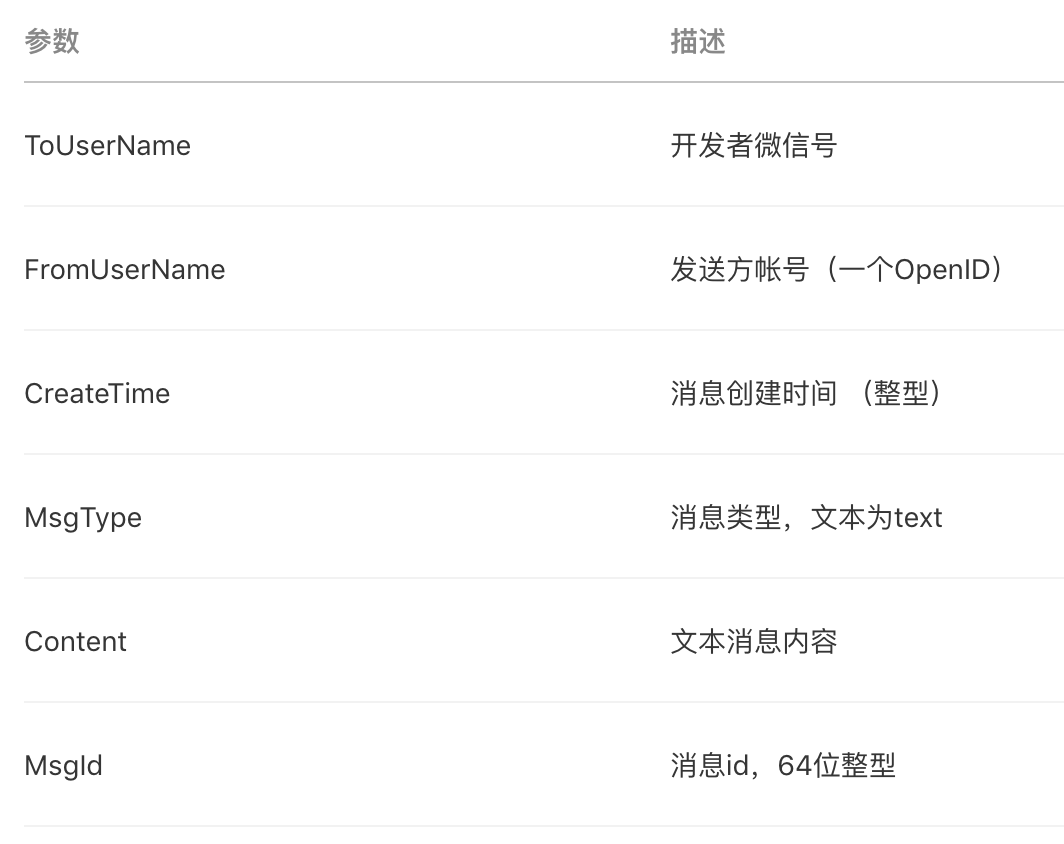 参数 描述
ToUserName 开发者微信号
FromUserName 发送方帐号（一个OpenID）
CreateTime 消息创建时间 （整型）
MsgType 消息类型，文本为text
Content 文本消息内容
MsgId 消息id，64位整型